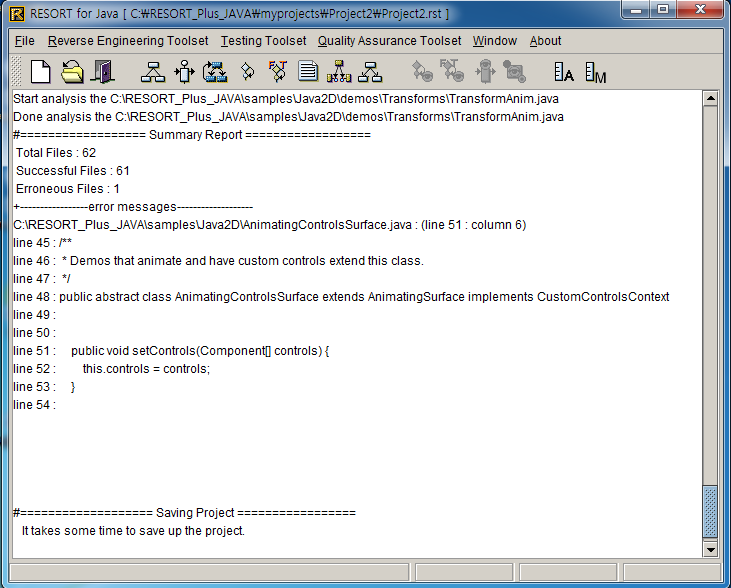 RESORT for Java [ C:₩RESORT_Plus_JAVA₩myprojects₩Project2₩Project2.rst ]
File Reverse Engineering Toolset Testing Toolset Quality Assurance Toolset Window About
F T F T A M
Start analysis the C:\RESORT_Plus_JAVA\samples\Java2D\demos\Transforms\TransformAnim.java
Done analysis the C:\RESORT_Plus_JAVA\samples\Java2D\demos\Transforms\TransformAnim.java
#================== Summary Report ==================
Total Files : 62
Successful Files : 61
Erroneous Files : 1
+-----------------error messages-------------------
C:\RESORT_Plus_JAVA\samples\Java2D\AnimatingControlsSurface.java : (line 51 : column 6)
line 45 : /**
line 46 :  * Demos that animate and have custom controls extend this class.
line 47 :  */
line 48 : public abstract class AnimatingControlsSurface extends AnimatingSurface implements CustomControlsContext
line 49 :
line 50 :
line 51 :    public void setControls(Component[] controls) {
line 52 :        this.controls = controls;
line 53 :    }
line 54 :
#=================== Saving Project =================
It takes some time to save up the project.